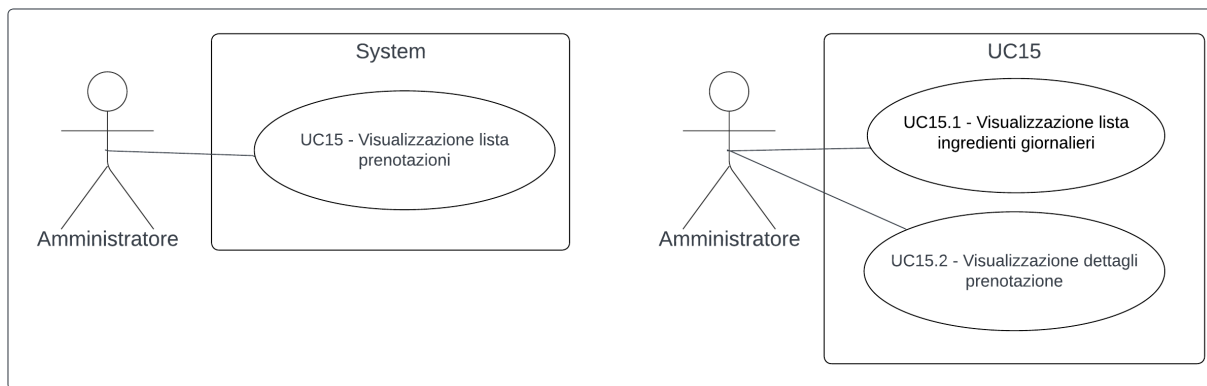 System
UC15 - Visualizzazione lista
prenotazioni
Amministratore
UC15
UC15.1 - Visualizzazione lista
ingredienti giornalieri
UC15.2 - Visualizzazione dettagli
prenotazione
Amministratore